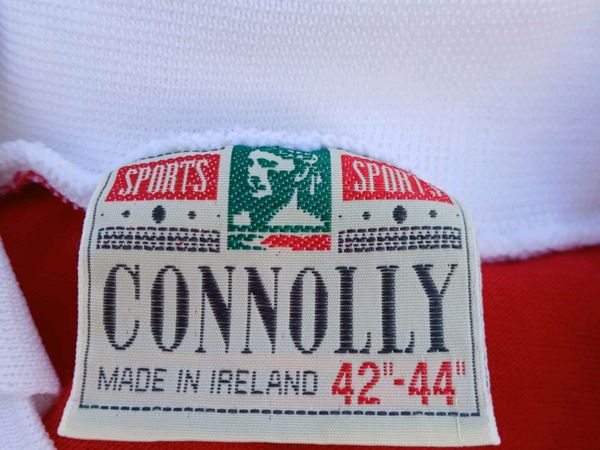 SPORTS SPORTS
CONNOLLY
MADE IN IRELAND 42"-44"